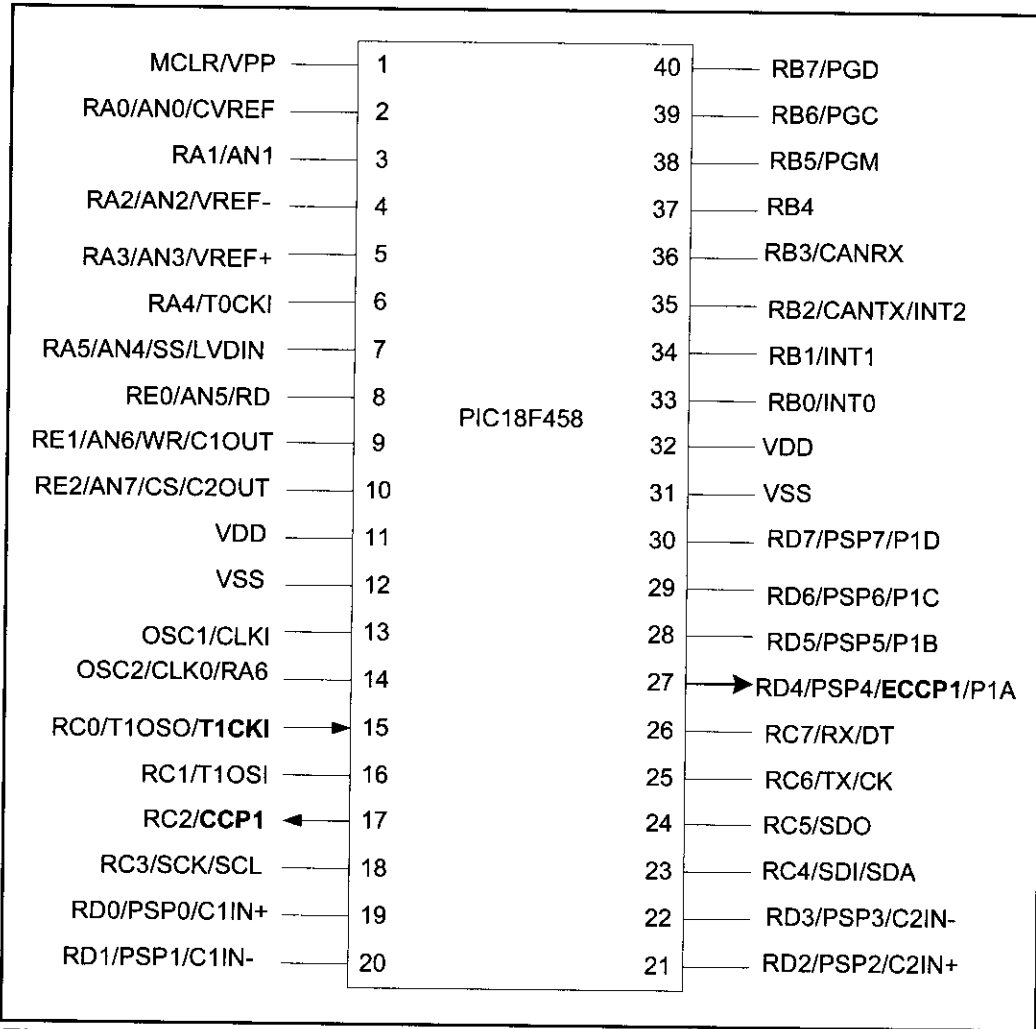 MCLR/VPP 1
RA0/AN0/CVREF 2
RA1/AN1 3
RA2/AN2/VREF- 4
RA3/AN3/VREF+ 5
RA4/T0CKI 6
RA5/AN4/SS/LVDIN 7
RE0/AN5/RD 8
RE1/AN6/WR/C1OUT 9
RE2/AN7/CS/C2OUT 10
VDD 11
VSS 12
OSC1/CLKI 13
OSC2/CLK0/RA6 14
RC0/T1OSO/T1CKI 15
RC1/T1OSI 16
RC2/CCP1 17
RC3/SCK/SCL 18
RD0/PSP0/C1IN+ 19
RD1/PSP1/C1IN- 20
PIC18F458
40 RB7/PGD
39 RB6/PGC
38 RB5/PGM
37 RB4
36 RB3/CANRX
35 RB2/CANTX/INT2
34 RB1/INT1
33 RB0/INT0
32 VDD
31 VSS
30 RD7/PSP7/P1D
29 RD6/PSP6/P1C
28 RD5/PSP5/P1B
27 RD4/PSP4/ECCP1/P1A
26 RC7/RX/DT
25 RC6/TX/CK
24 RC5/SDO
23 RC4/SDI/SDA
22 RD3/PSP3/C2IN-
21 RD2/PSP2/C2IN+